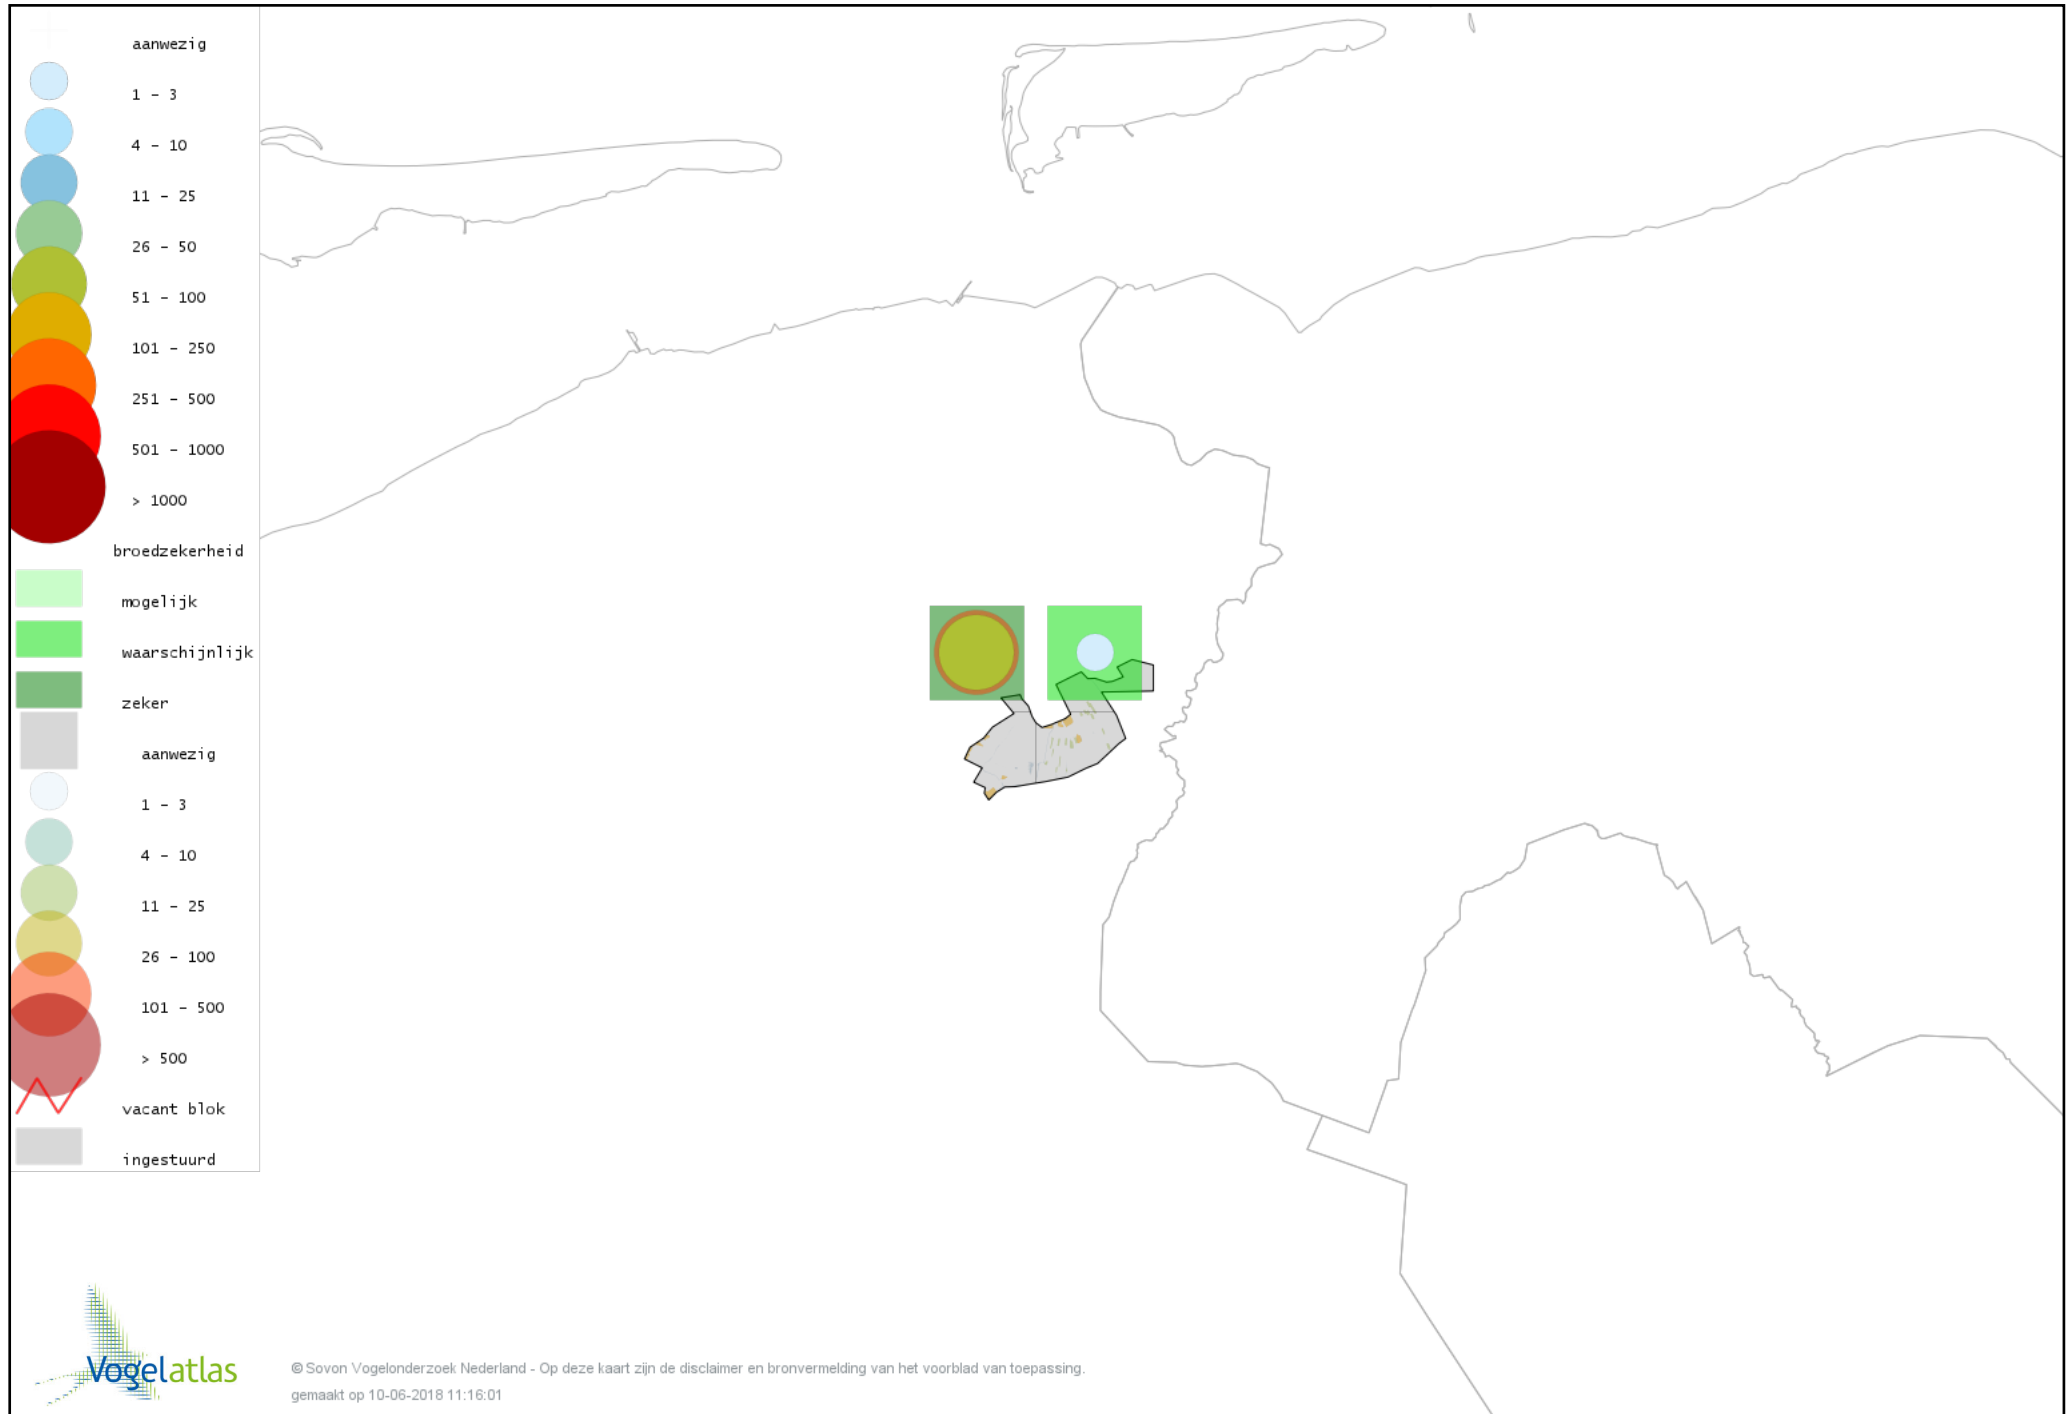 aanwezig
1 - 3
4 - 10
11 - 25
26 - 50
51 - 100
101 - 250
251 - 500
501 - 1000
> 1000
broedzekerheid
mogelijk
waarschijnlijk
zeker
aanwezig
1 - 3
4 - 10
11 - 25
26 - 100
101 - 500
> 500
vacant blok
ingestuurd
Vogelatlas
© Sovon Vogelonderzoek Nederland - Op deze kaart zijn de disclaimer en bronvermelding van het voorblad van toepassing.
gemaakt op 10-06-2018 11:16:01